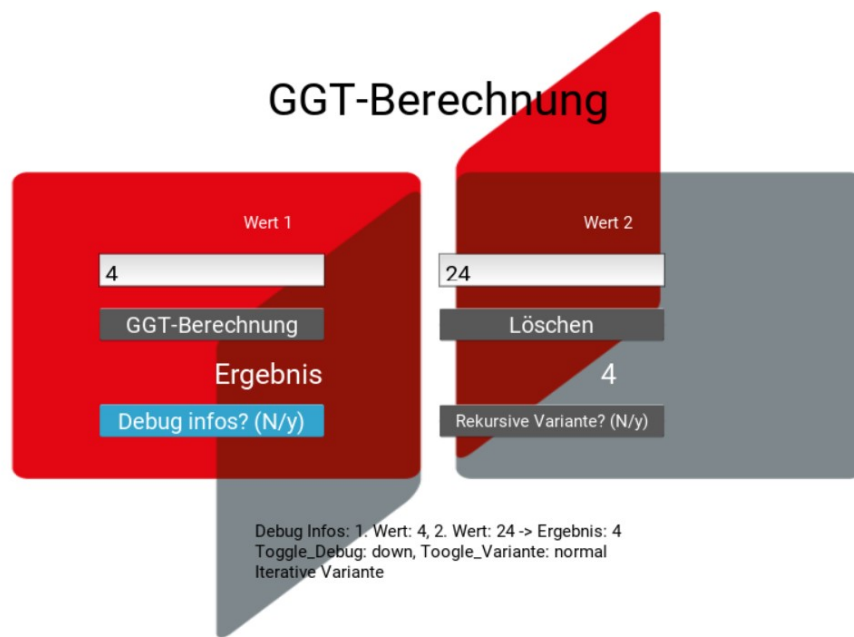 GGT-Berechnung
Wert 1
Wert 2
4
24
GGT-Berechnung
Löschen
Ergebnis
4
Debug infos? (N/y)
Rekursive Variante? (N/y)
Debug Infos: 1. Wert: 4, 2. Wert: 24 -> Ergebnis: 4
Toggle_Debug: down, Toogle_Variante: normal
Iterative Variante